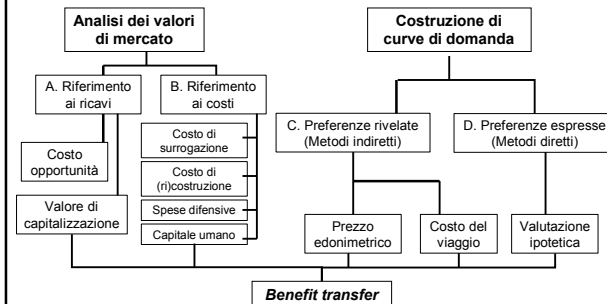 Analisi dei valori
di mercato
Costruzione di
curve di domanda
A. Riferimento
ai ricavi
B. Riferimento
ai costi
C. Preferenze rivelate
(Metodi indiretti)
D. Preferenze espresse
(Metodi diretti)
Costo
opportunità
Valore di
capitalizzazione
Costo di
surrogazione
Costo di
(ri)costruzione
Spese difensive
Capitale umano
Prezzo
edonimetrico
Costo del
viaggio
Valutazione
ipotetica
Benefit transfer